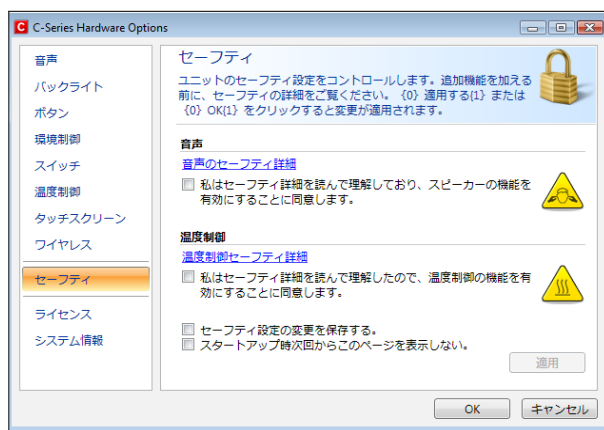 C-Series Hardware Options
音声
バックライト
ボタン
環境制御
スイッチ
温度制御
タッチスクリーン
ワイヤレス
セーフティ
ライセンス
システム情報
セーフティ
ユニットのセーフティ設定をコントロールします。追加機能を加える
前に、セーフティの詳細をご覧ください。 {0} 適用する{1} または
{0} OK{1} をクリックすると変更が適用されます。
音声
音声のセーフティ詳細
私はセーフティ詳細を読んで理解しており、スピーカーの機能を
有効にすることに同意します。
温度制御
温度制御セーフティ詳細
私はセーフティ詳細を読んで理解したので、温度制御の機能を有
効にすることに同意します。
セーフティ設定の変更を保存する。
スタートアップ時次回からこのページを表示しない。
適用
OK
キャンセル